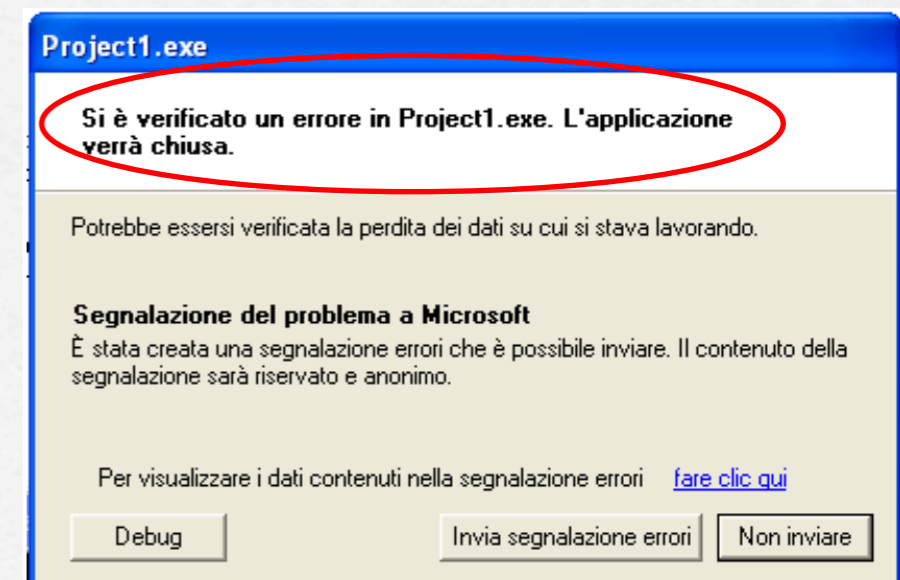 Project1.exe
Si è verificato un errore in Project1.exe. L'applicazione
verrà chiusa.
Potrebbe essersi verificata la perdita dei dati su cui si stava lavorando.
Segnalazione del problema a Microsoft
È stata creata una segnalazione errori che è possibile inviare. Il contenuto della
segnalazione sarà riservato e anonimo.
Per visualizzare i dati contenuti nella segnalazione errori fare clic qui
Debug Invia segnalazione errori Non inviare